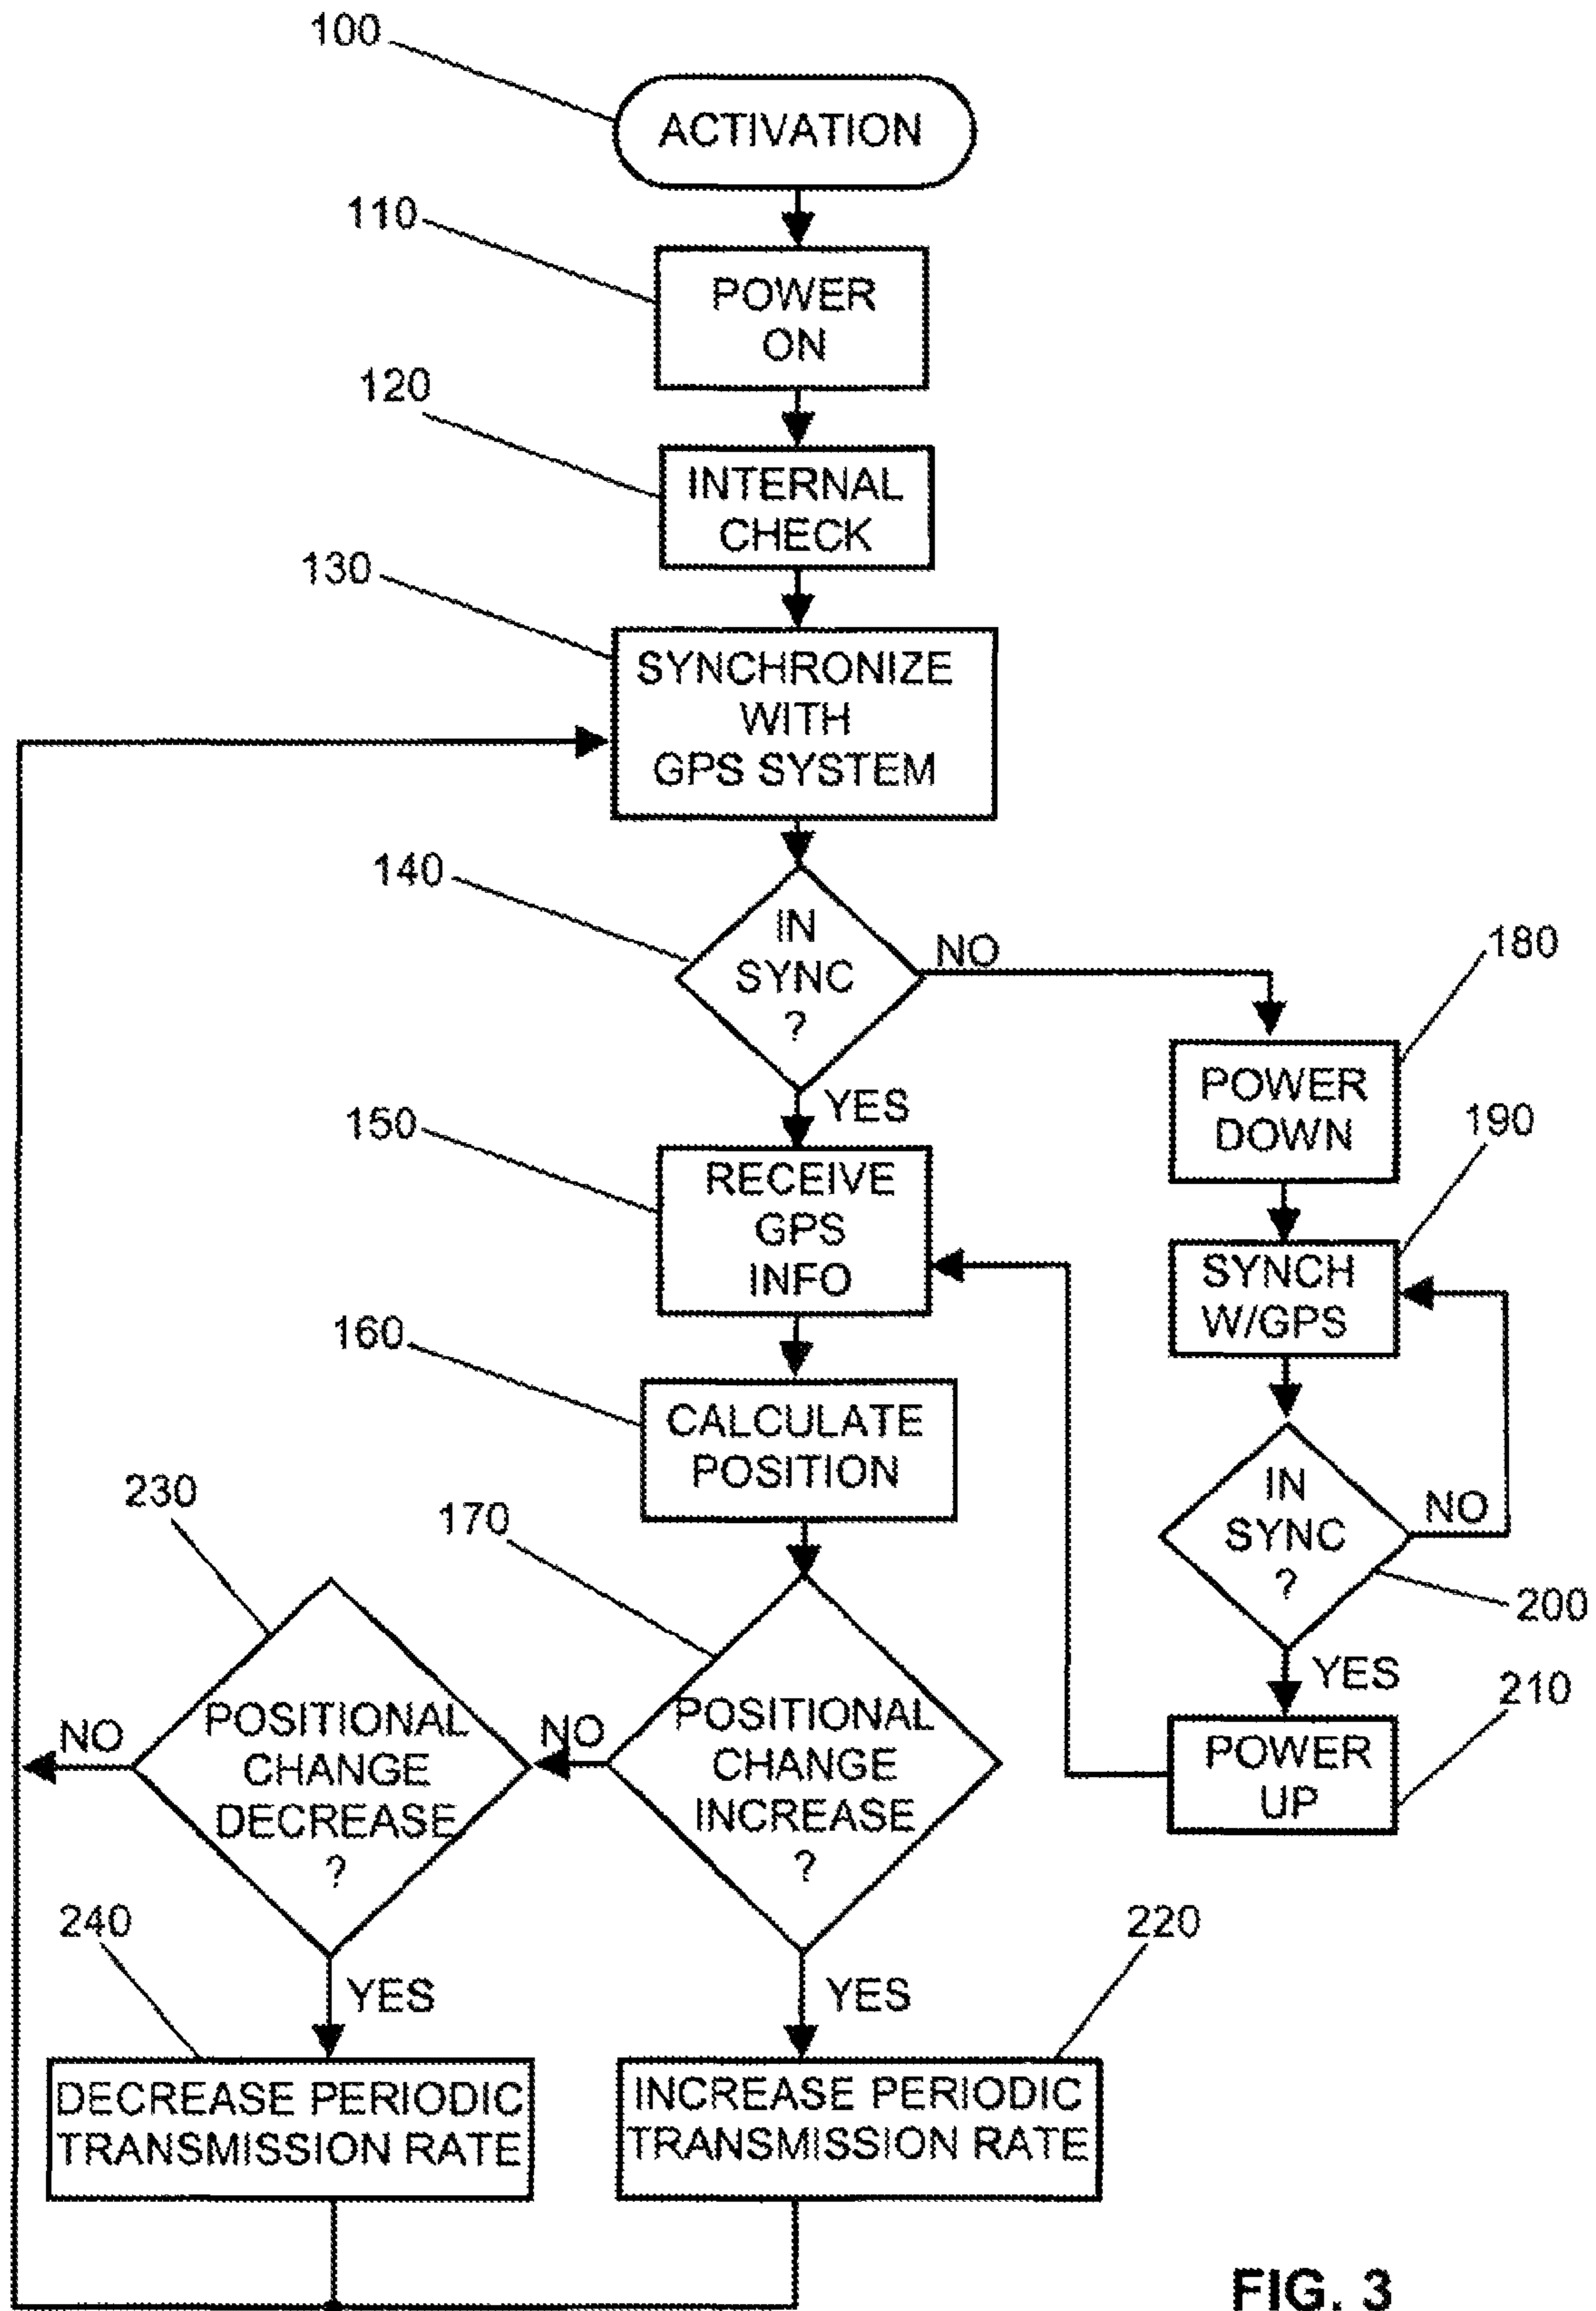 100
ACTIVATION
110
POWER
ON
120
INTERNAL
CHECK
130
SYNCHRONIZE
WITH
GPS SYSTEM
140
IN
SYNC
?
NO
180
POWER
DOWN
YES
150
RECEIVE
GPS
INFO
190
SYNCH
W/GPS
160
CALCULATE
POSITION
IN
SYNC
?
NO
200
YES
210
POWER
UP
170
POSITIONAL
CHANGE
INCREASE
?
NO
230
POSITIONAL
CHANGE
DECREASE
?
NO
240
YES
DECREASE PERIODIC
TRANSMISSION RATE
220
YES
INCREASE PERIODIC
TRANSMISSION RATE
FIG. 3